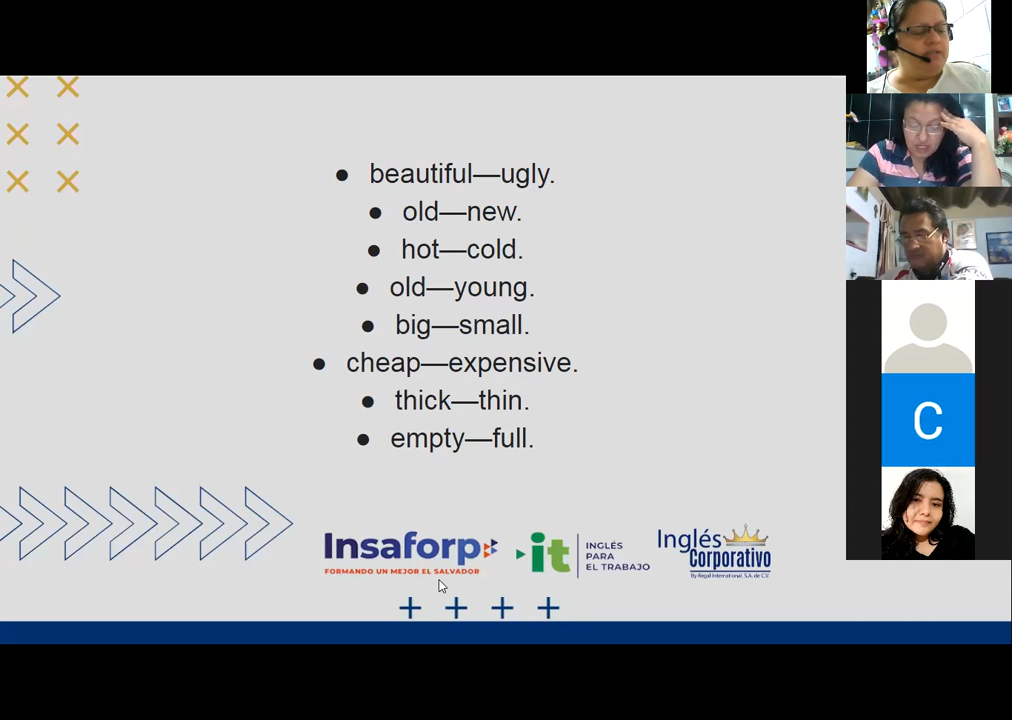 ● beautiful—ugly.
● old—new.
● hot—cold.
● old—young.
● big—small.
● cheap—expensive.
● thick—thin.
● empty—full.
Insaforp
FORMANDO UN MEJOR EL SALVADOR
it
INGLÉS
PARA
EL TRABAJO
Inglés
Corporativo
By Regal International, S.A. de C.V.
C